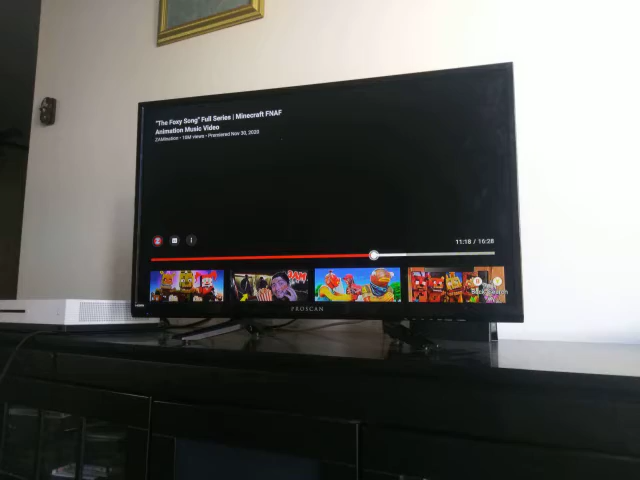 "The Foxy Song" Full Series | Minecraft FNAF
Animation Music Video
ZAMination • 18M views • Premiered Nov 30, 2020
11:18 / 16:28
PROSCAN